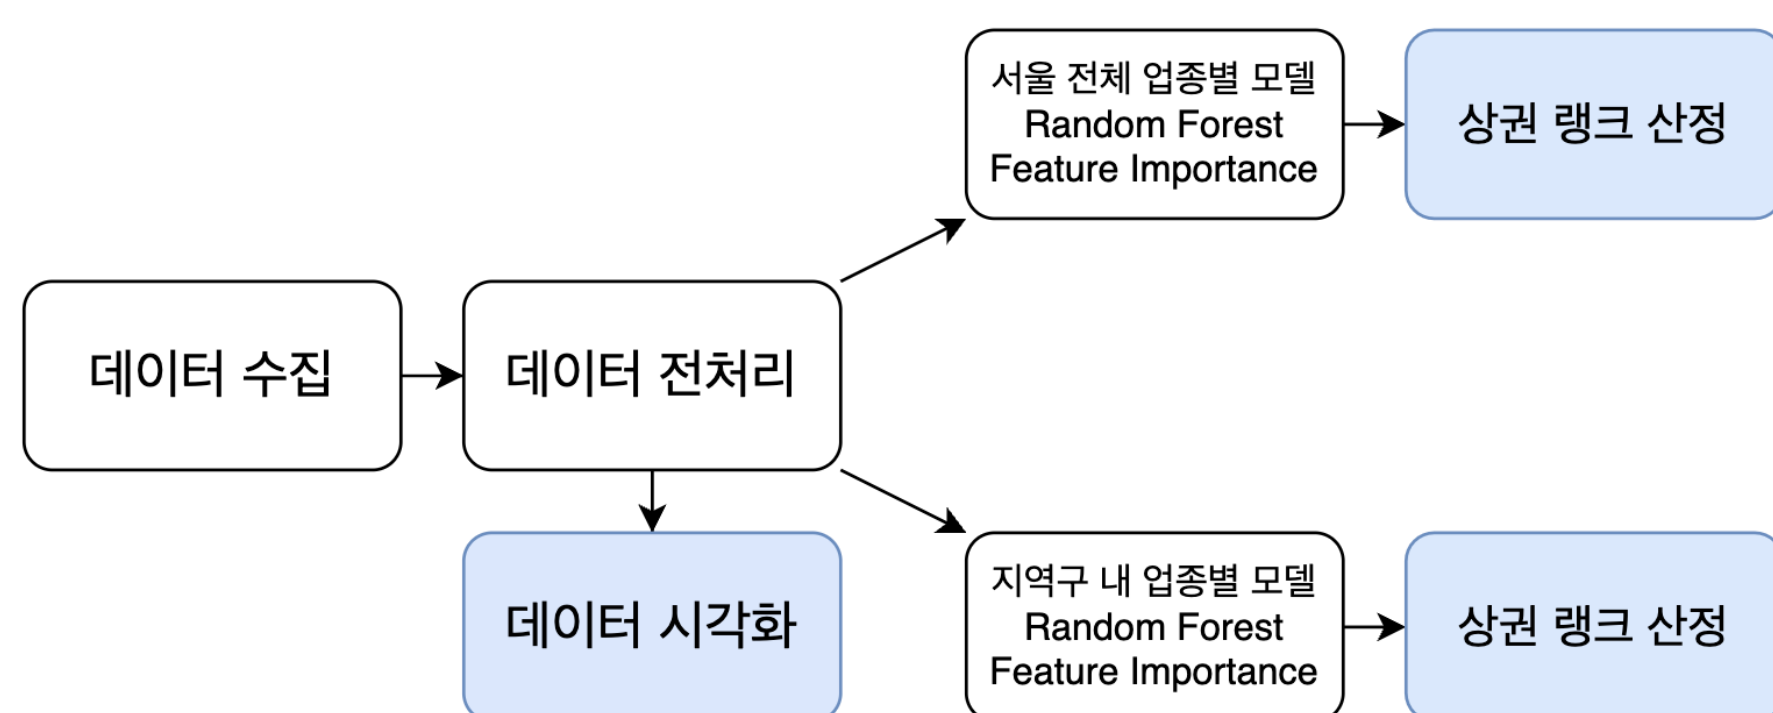 서울 전체 업종별 모델
Random Forest
Feature Importance
상권 랭크 산정
데이터 수집
데이터 전처리
데이터 시각화
지역구 내 업종별 모델
Random Forest
Feature Importance
상권 랭크 산정